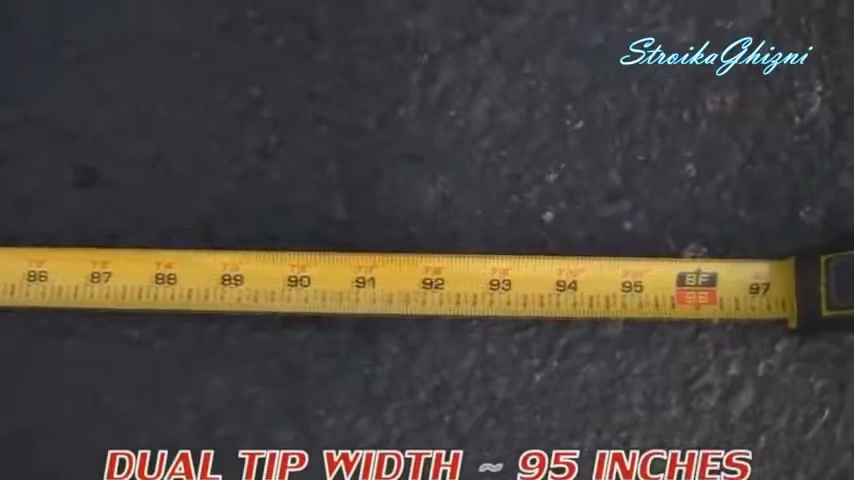 StroikaGhizni
86 87 88 89 90 91 92 93 94 95 8F 96 97
DUAL TIP WIDTH ≈ 95 INCHES